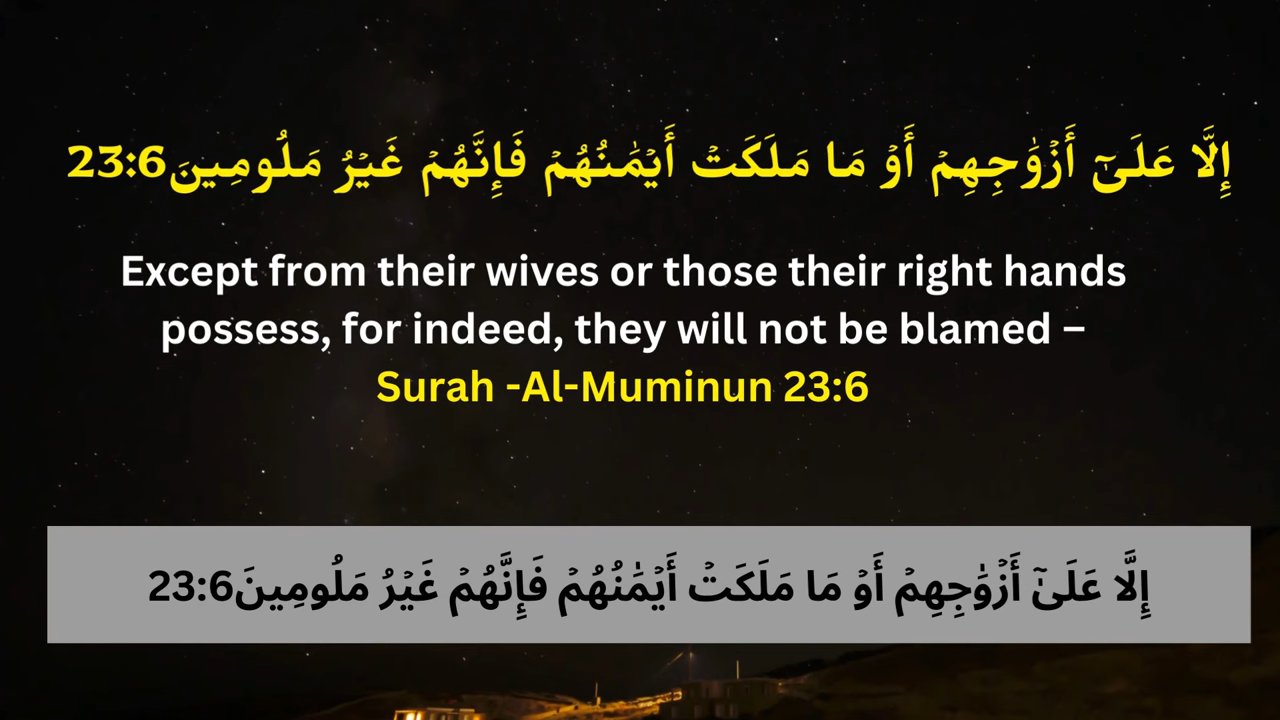 إِلَّا عَلَىٰٓ أَزۡوَٰجِهِمۡ أَوۡ مَا مَلَكَتۡ أَيۡمَٰنُهُمۡ فَإِنَّهُمۡ غَيۡرُ مَلُومِينَ23:6
Except from their wives or those their right hands
possess, for indeed, they will not be blamed –
Surah -Al-Muminun 23:6
إِلَّا عَلَىٰٓ أَزۡوَٰجِهِمۡ أَوۡ مَا مَلَكَتۡ أَيۡمَٰنُهُمۡ فَإِنَّهُمۡ غَيۡرُ مَلُومِينَ23:6